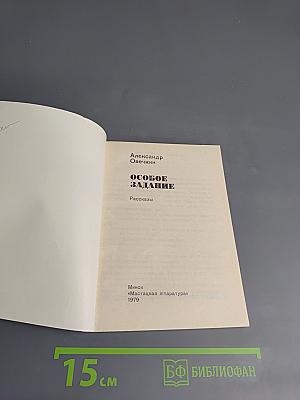 Александр
Овечкин
ОСОБОЕ
ЗАДАНИЕ
Рассказы
Минск
«Мастацкая літаратура»
1979
15 см
БФ БИБЛИОФАН